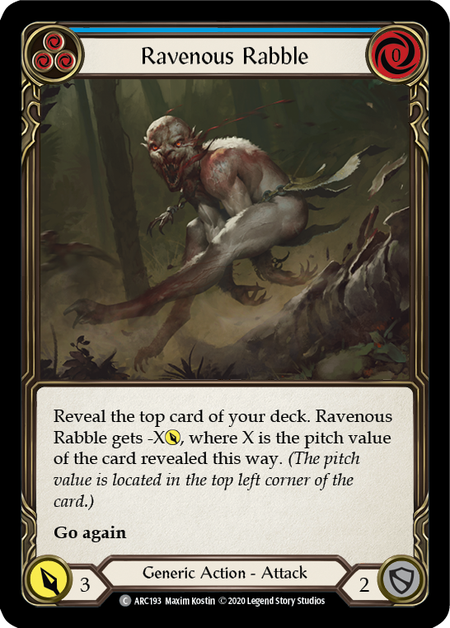 Ravenous Rabble
0
Reveal the top card of your deck. Ravenous
Rabble gets -X, where X is the pitch value
of the card revealed this way. (The pitch
value is located in the top left corner of the
card.)
Go again
3
Generic Action - Attack
2
C ARC193 Maxim Kostin ©2020 Legend Story Studios